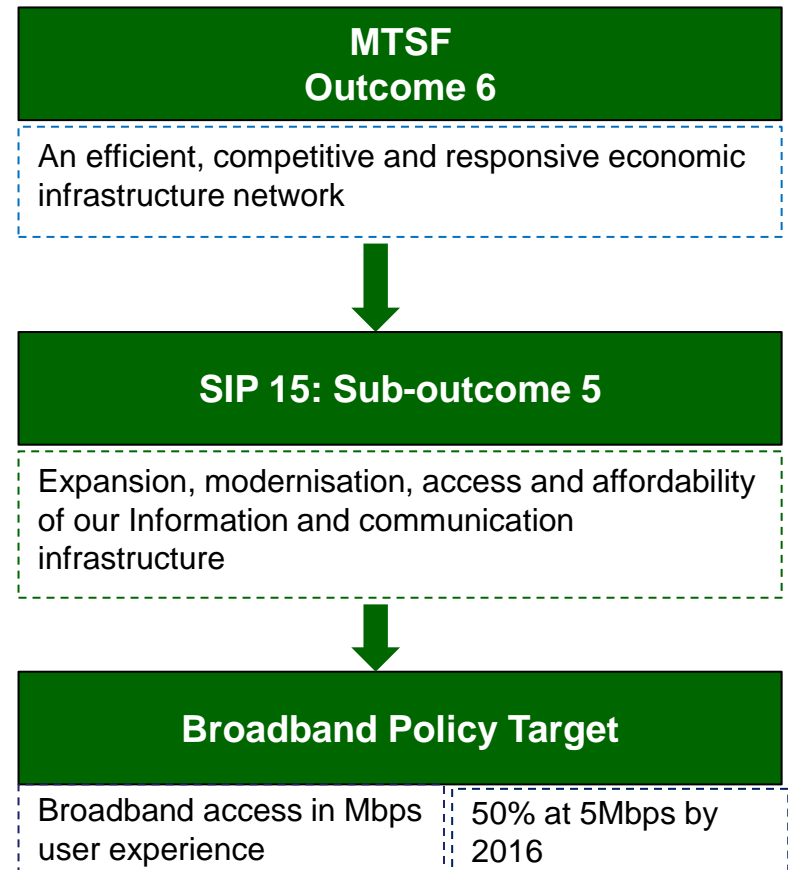 MTSF
Outcome 6
An efficient, competitive and responsive economic
infrastructure network
SIP 15: Sub-outcome 5
Expansion, modernisation, access and affordability
of our Information and communication
infrastructure
Broadband Policy Target
Broadband access in Mbps
user experience
50% at 5Mbps by
2016